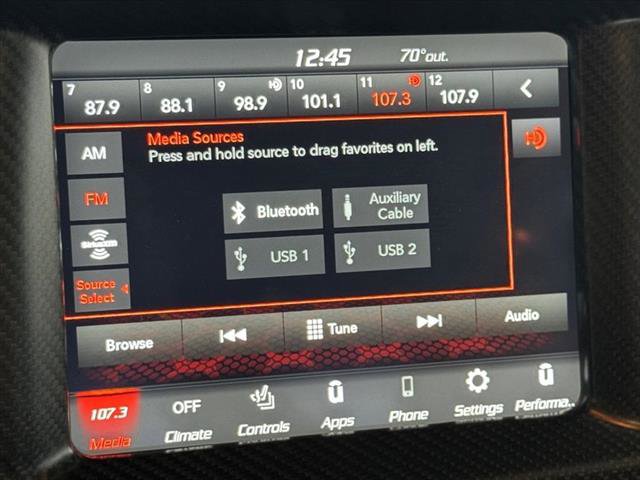 12:45 70°out.
7 8 9 10 11 12
87.9 88.1 98.9 101.1 107.3 107.9
Media Sources
Press and hold source to drag favorites on left.
AM
FM
SiriusXM
Source
Select
Bluetooth
Auxiliary
Cable
USB 1
USB 2
Browse Tune Audio
107.3 OFF
Media Climate Controls Apps Phone Settings Performa..